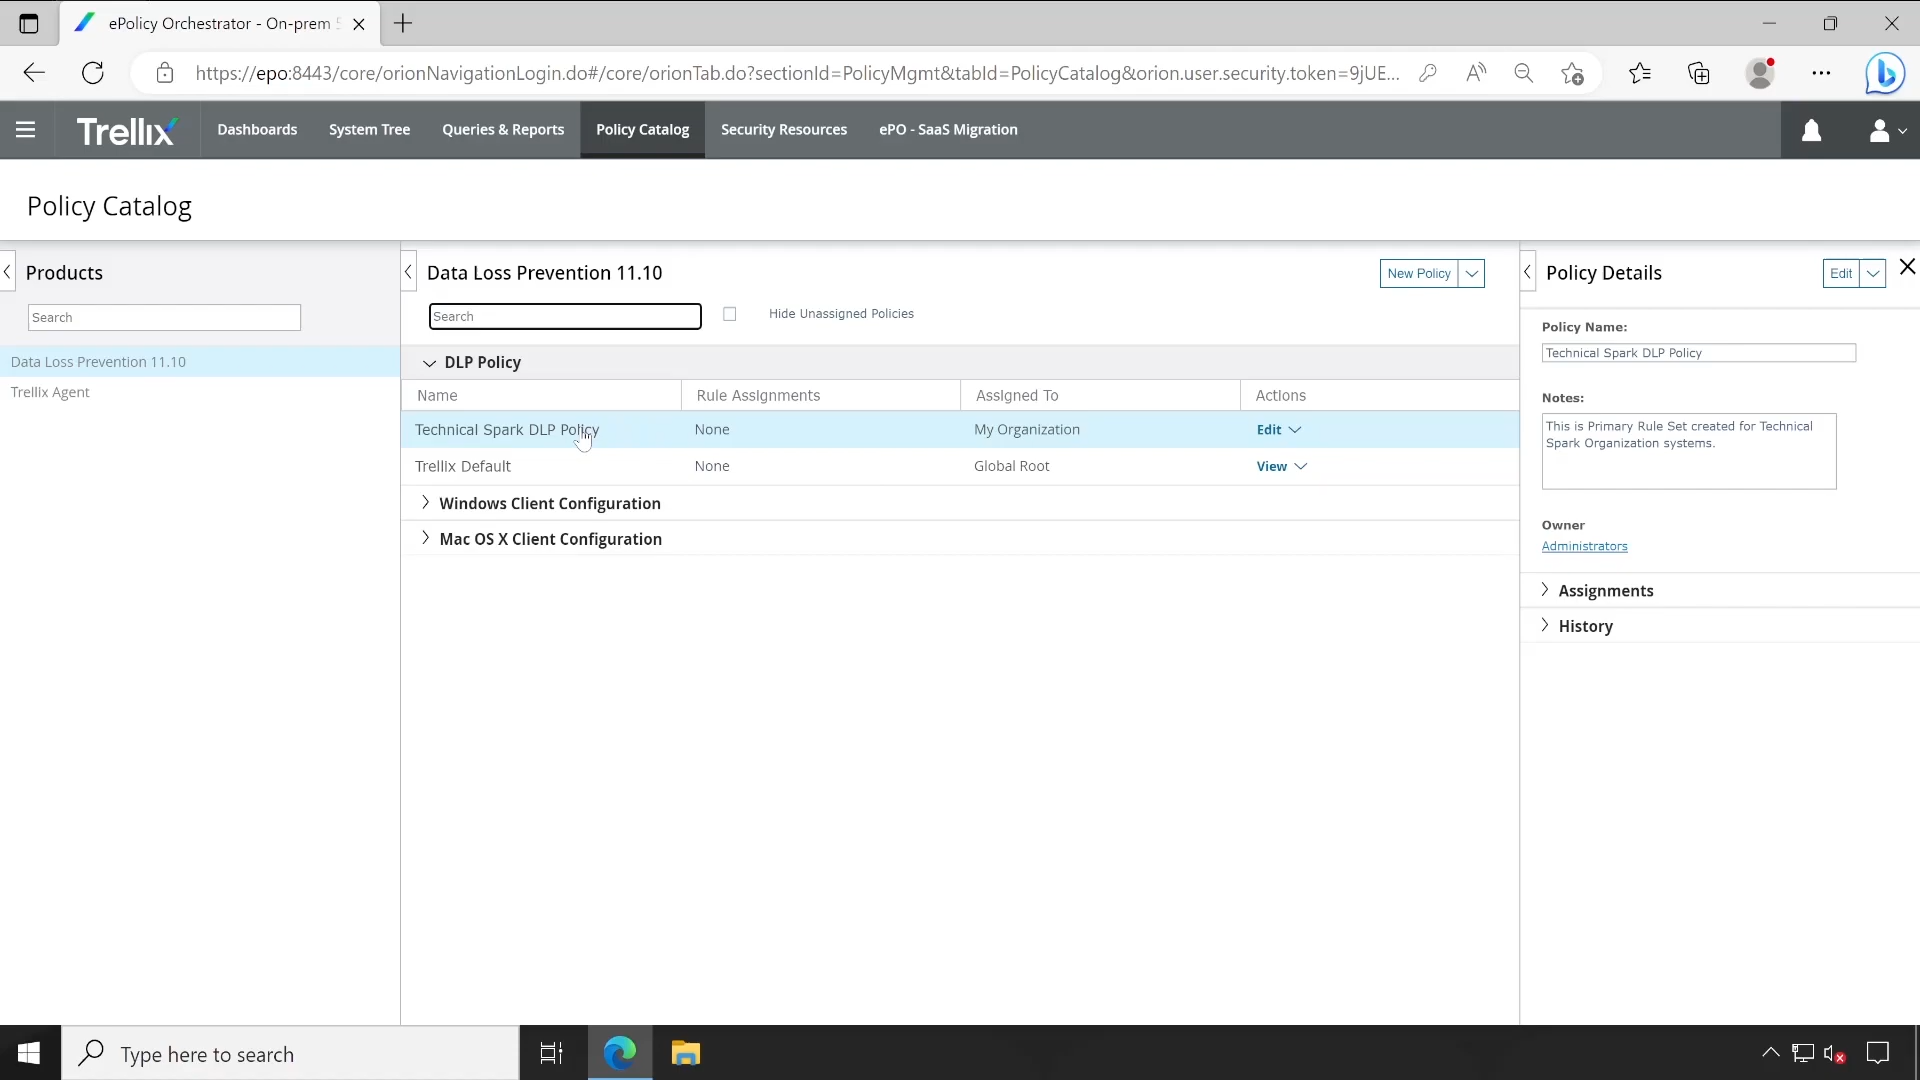 ePolicy Orchestrator - On-prem
https://epo:8443/core/orionNavigationLogin.do#/core/orionTab.do?sectionId=PolicyMgmt&tabId=PolicyCatalog&orion.user.security.token=9jUE...
Trellix
Dashboards
System Tree
Queries & Reports
Policy Catalog
Security Resources
ePO - SaaS Migration
Policy Catalog
Products
Search
Data Loss Prevention 11.10
Trellix Agent
Data Loss Prevention 11.10
New Policy
Search
Hide Unassigned Policies
DLP Policy
Name Rule Assignments Assigned To Actions
Technical Spark DLP Policy None My Organization Edit
Trellix Default None Global Root View
Windows Client Configuration
Mac OS X Client Configuration
Policy Details
Edit
Policy Name:
Technical Spark DLP Policy
Notes:
This is Primary Rule Set created for Technical
Spark Organization systems.
Owner
Administrators
Assignments
History
Type here to search